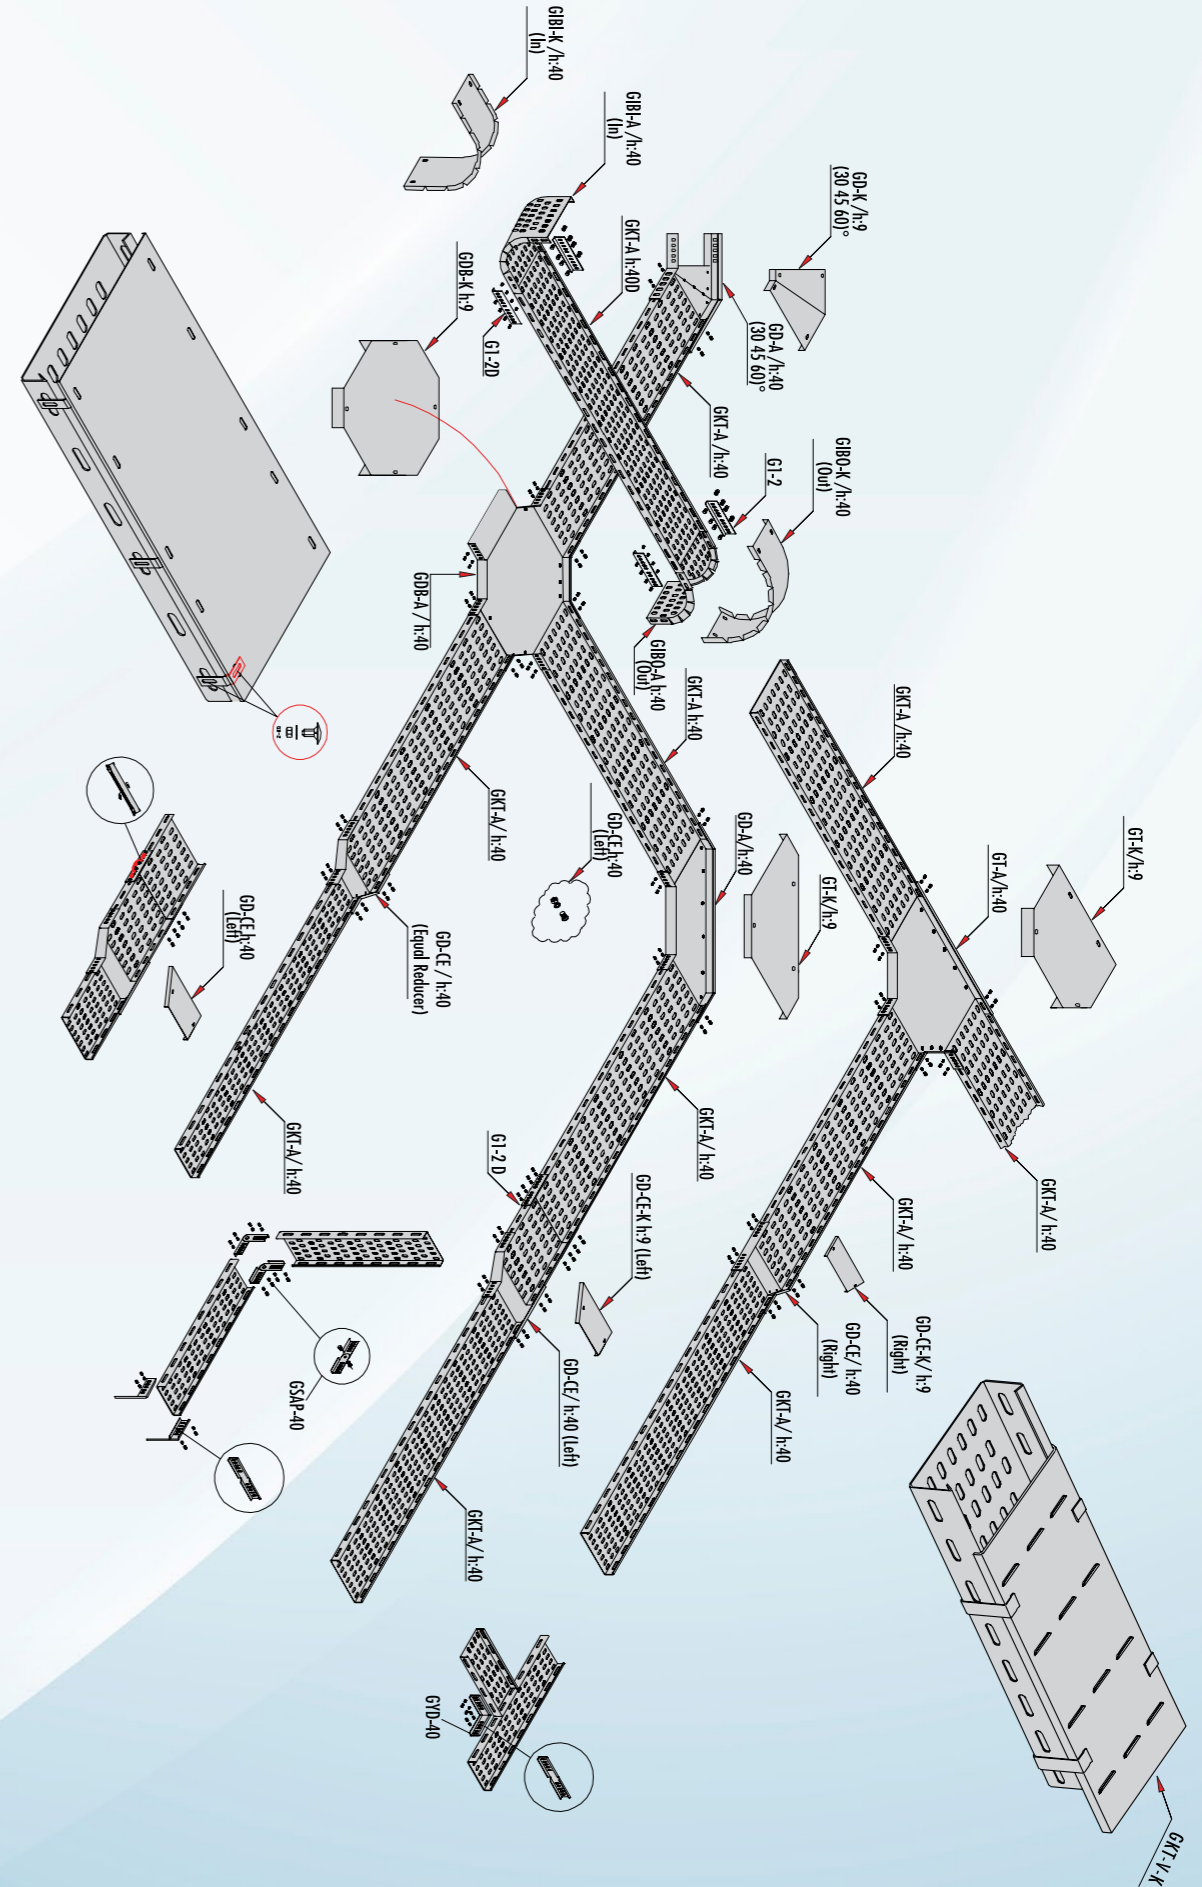 GIBI-K /h:40
(In)
GIBI-A /h:40
(In)
GKT-A h:40D
GD-K /h:9
(30 45 60)°
GD-A /h:40
(30 45 60)°
GKT-A /h:40
G1-2
GIBO-K /h:40
(Out)
GDB-K h:9
G1-2D
GDB-A / h:40
GIBO-A h:40
(Out)
GKT-A h:40
GKT-A /h:40
GT-A/h:40
GT-K/h:9
GD-A/h:40
GT-K/h:9
GKT-A/ h:40
GD-CE h:40
(Left)
GD-CE h:40
(Left)
GD-CE / h:40
(Equal Reducer)
GKT-A/ h:40
GKT-A/ h:40
GKT-A/ h:40
GKT-A/ h:40
G1-2 D
GD-CE-K h:9 (Left)
GD-CE/ h:40 (Left)
GD-CE-K/ h:9
(Right)
GD-CE/ h:40
(Right)
GKT-A/ h:40
GKT-A/ h:40
GSAP-40
GYD-40
GKT-V-K